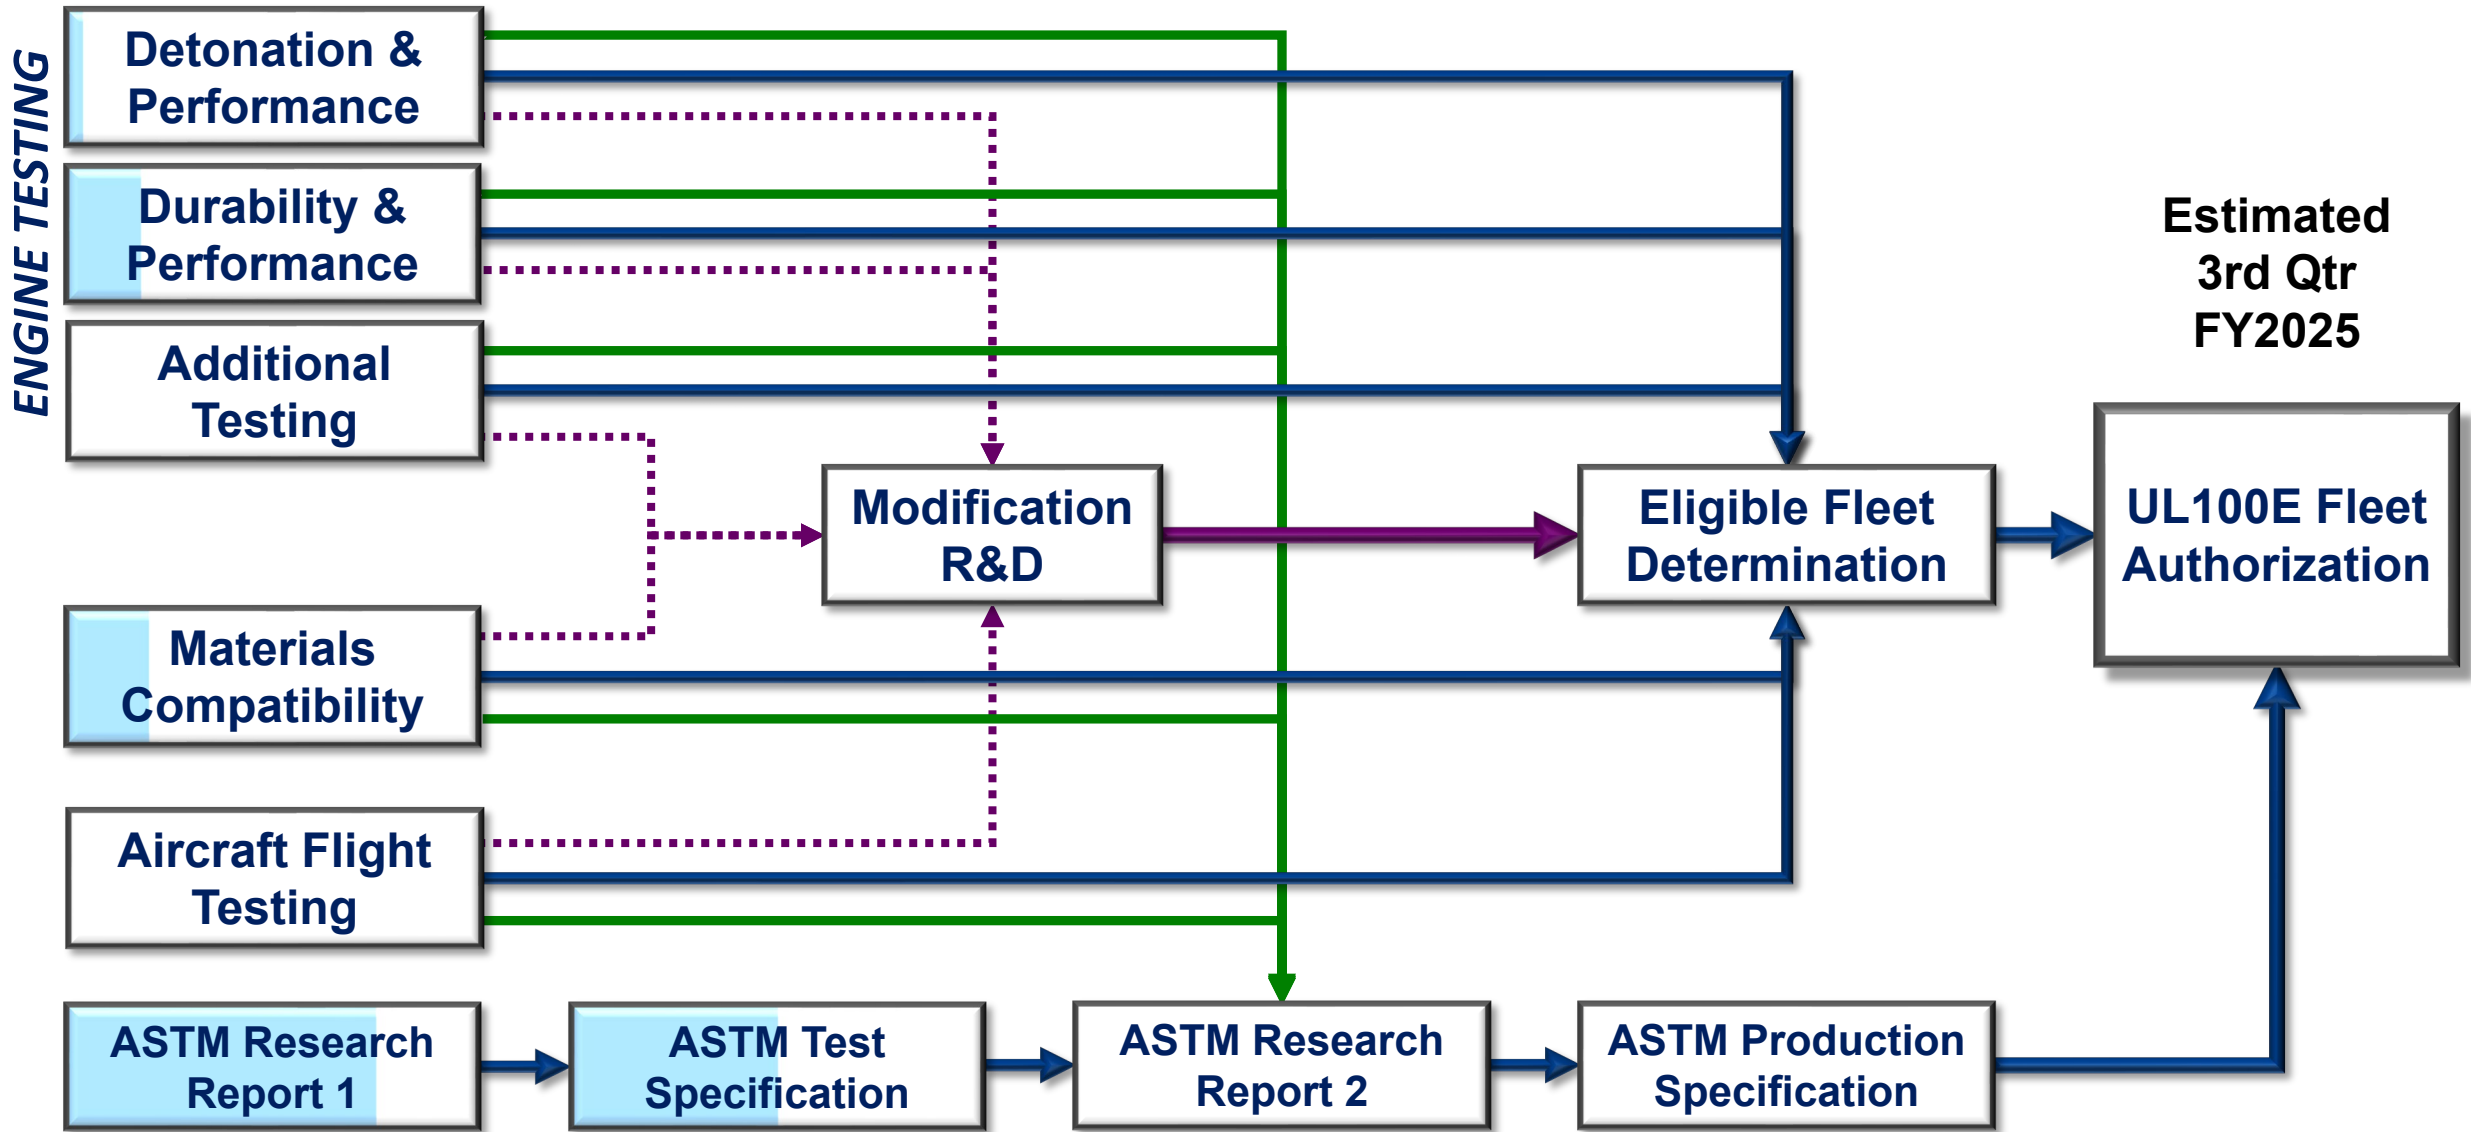 ENGINE TESTING
Detonation &
Performance
Durability &
Performance
Additional
Testing
Materials
Compatibility
Aircraft Flight
Testing
Modification
R&D
Eligible Fleet
Determination
Estimated
3rd Qtr
FY2025
UL100E Fleet
Authorization
ASTM Research
Report 1
ASTM Test
Specification
ASTM Research
Report 2
ASTM Production
Specification